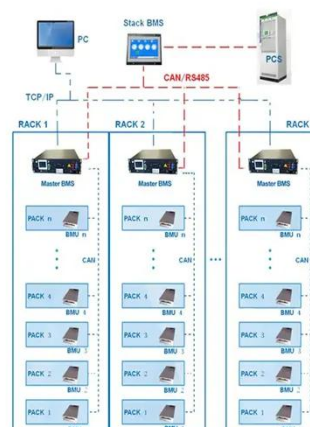 PC
Stack BMS
PCS
CAN/RS485
TCP/IP
RACK 1
RACK 2
RACK
Master BMS
Master BMS
Master BMS
PACK n
BMU n
PACK n
BMU n
PACK n
BMU n
CAN
CAN
CAN
PACK 4
BMU 4
PACK 4
BMU 4
PACK 4
BMU 4
PACK 3
BMU 3
PACK 3
BMU 3
PACK 3
BMU 3
PACK 2
BMU 2
PACK 2
BMU 2
PACK 2
BMU 2
PACK 1
PACK 1
PACK 1